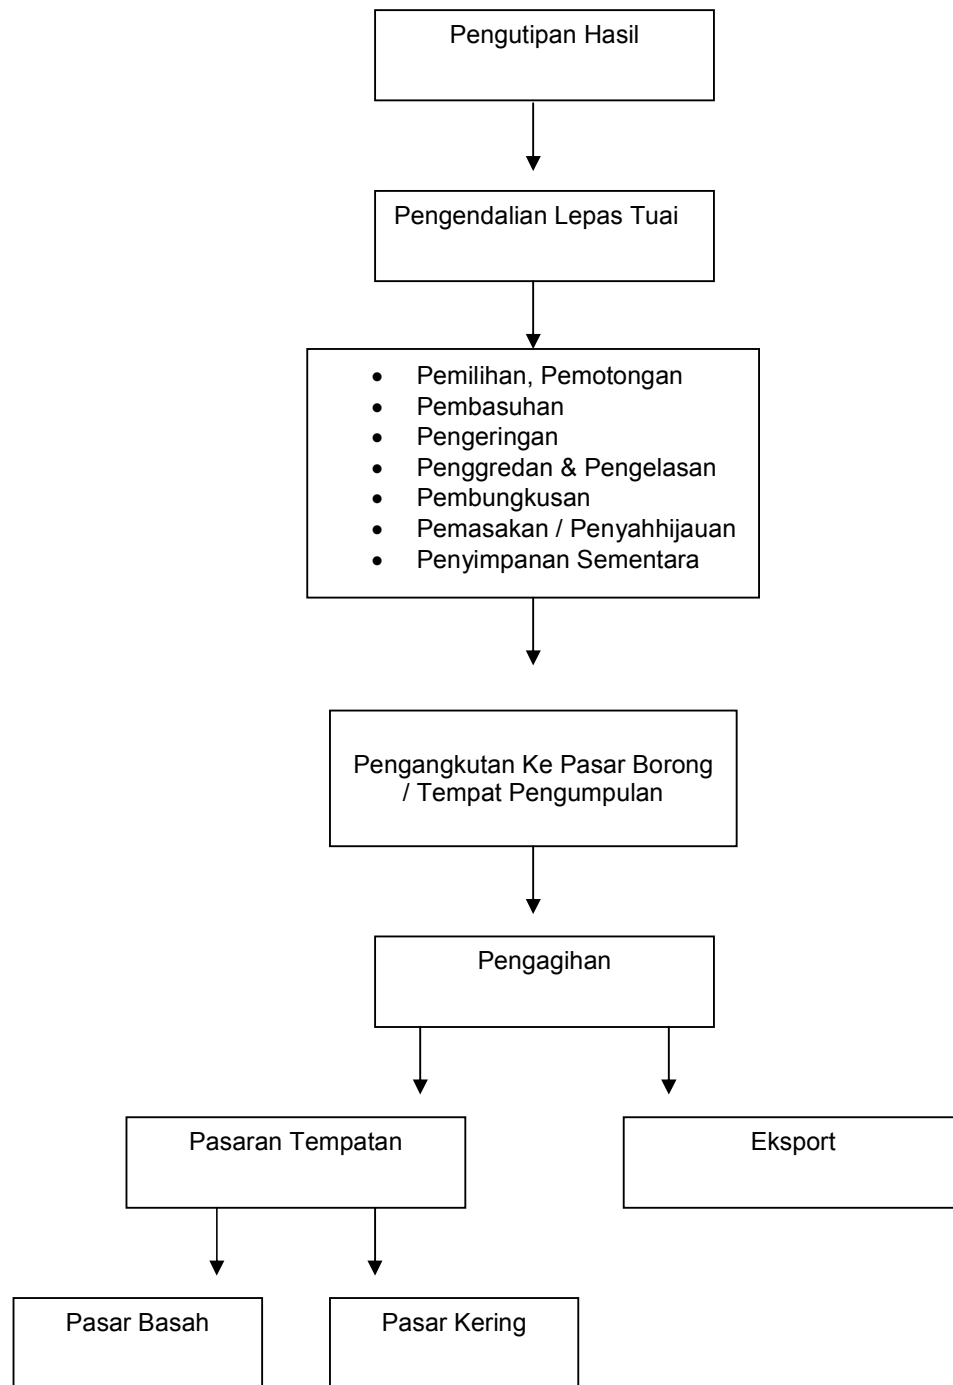 Pengutipan Hasil
Pengendalian Lepas Tuai
• Pemilihan, Pemotongan
• Pembasuhan
• Pengeringan
• Penggredan & Pengelasan
• Pembungkusan
• Pemasakan / Penyahhijauan
• Penyimpanan Sementara
Pengangkutan Ke Pasar Borong
/ Tempat Pengumpulan
Pengagihan
Pasaran Tempatan
Eksport
Pasar Basah
Pasar Kering